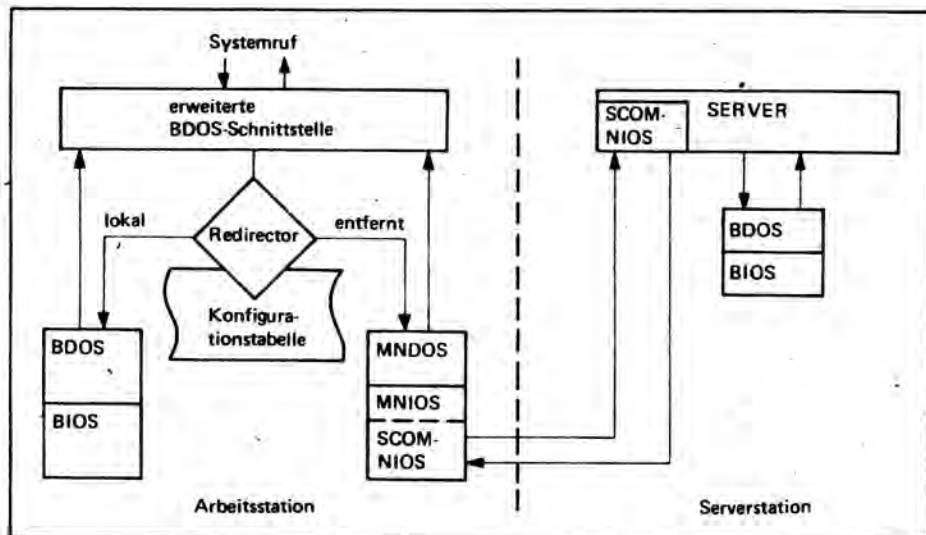 Systemruf
erweiterte
BDOS-Schnittstelle
lokal
Redirector
entfernt
Konfigura-
tionstabelle
BDOS
BIOS
MNDOS
MNIOS
SCOM-
NIOS
Arbeitsstation
SCOM-
NIOS
SERVER
BDOS
BIOS
Serverstation